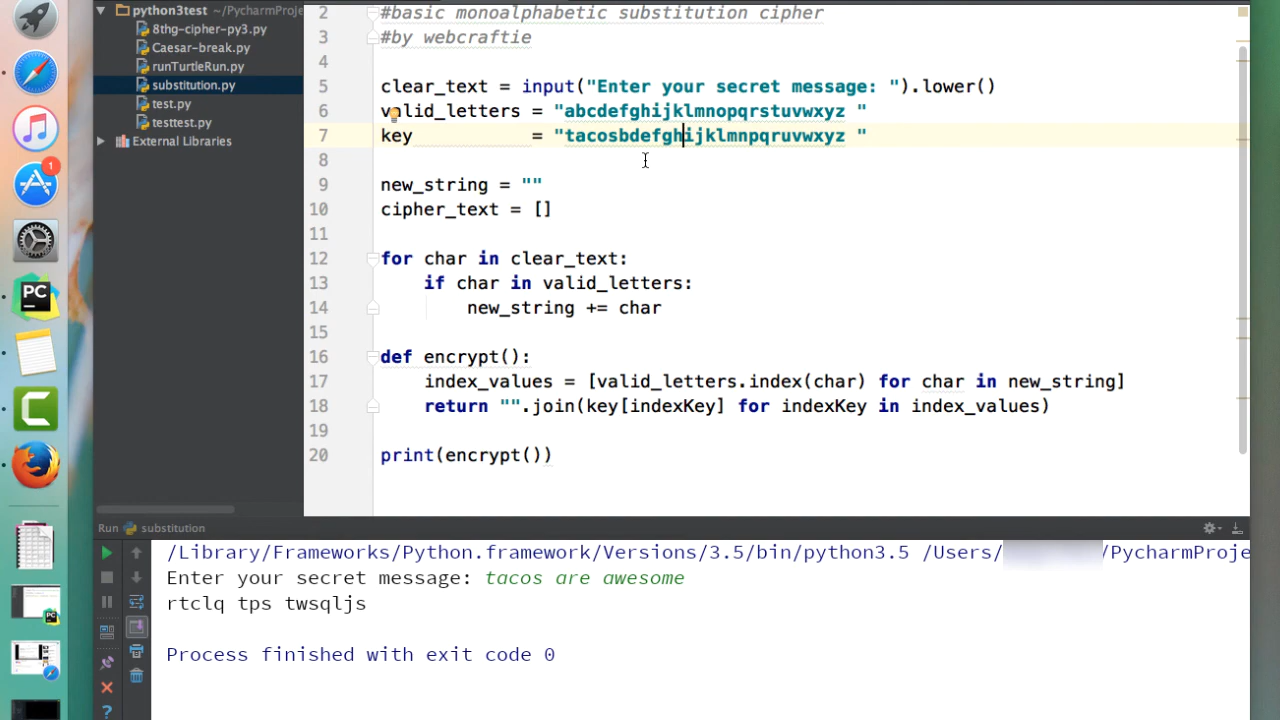 python3test ~/PycharmProje
8thg-cipher-py3.py
Caesar-break.py
runTurtleRun.py
substitution.py
test.py
testtest.py
External Libraries
1
PC
2 #basic monoalphabetic substitution cipher
3 #by webcraftie
4
5 clear_text = input("Enter your secret message: ").lower()
6 valid_letters = "abcdefghijklmnopqrstuvwxyz "
7 key = "tacosbdefghijklmnpqruvwxyz "
8
9 new_string = ""
10 cipher_text = []
11
12 for char in clear_text:
13 if char in valid_letters:
14 new_string += char
15
16 def encrypt():
17 index_values = [valid_letters.index(char) for char in new_string]
18 return "".join(key[indexKey] for indexKey in index_values)
19
20 print(encrypt())
Run substitution
/Library/Frameworks/Python.framework/Versions/3.5/bin/python3.5 /Users/ /PycharmProje
Enter your secret message: tacos are awesome
rtclq tps twsqljs
Process finished with exit code 0